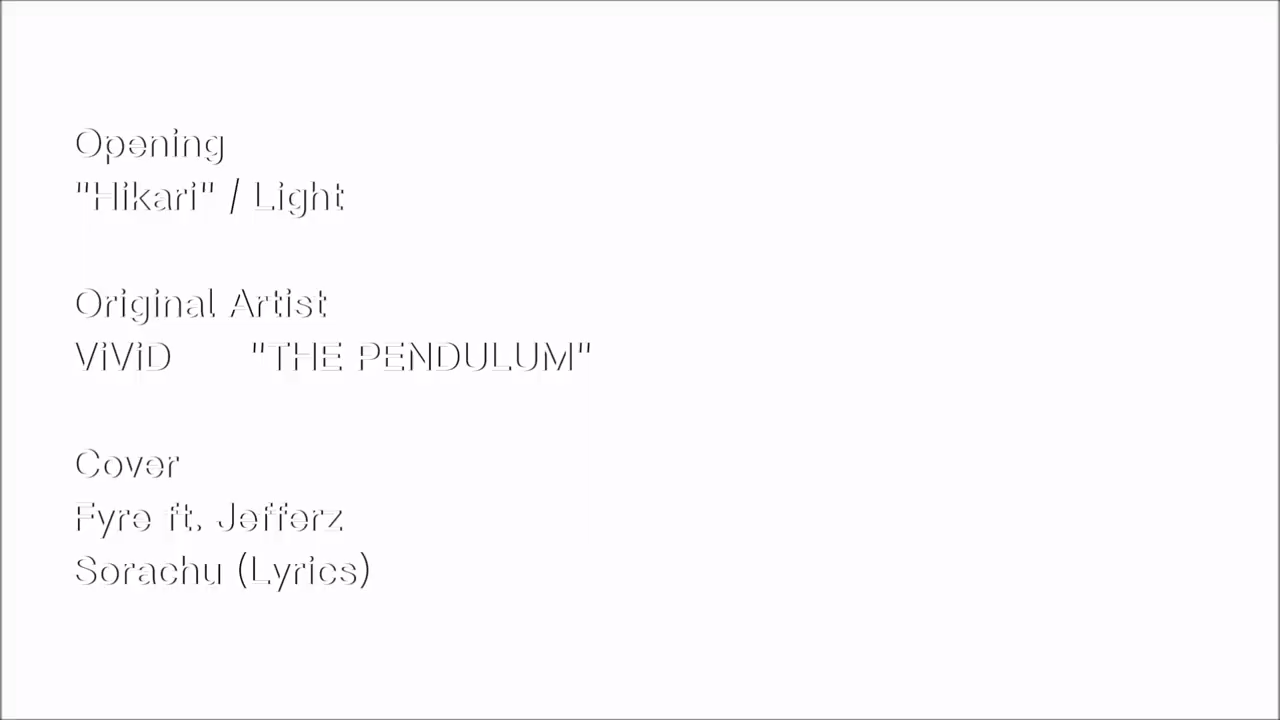 Opening
"Hikari" / Light
Original Artist
ViViD "THE PENDULUM"
Cover
Fyre ft. Jefferz
Sorachu (Lyrics)